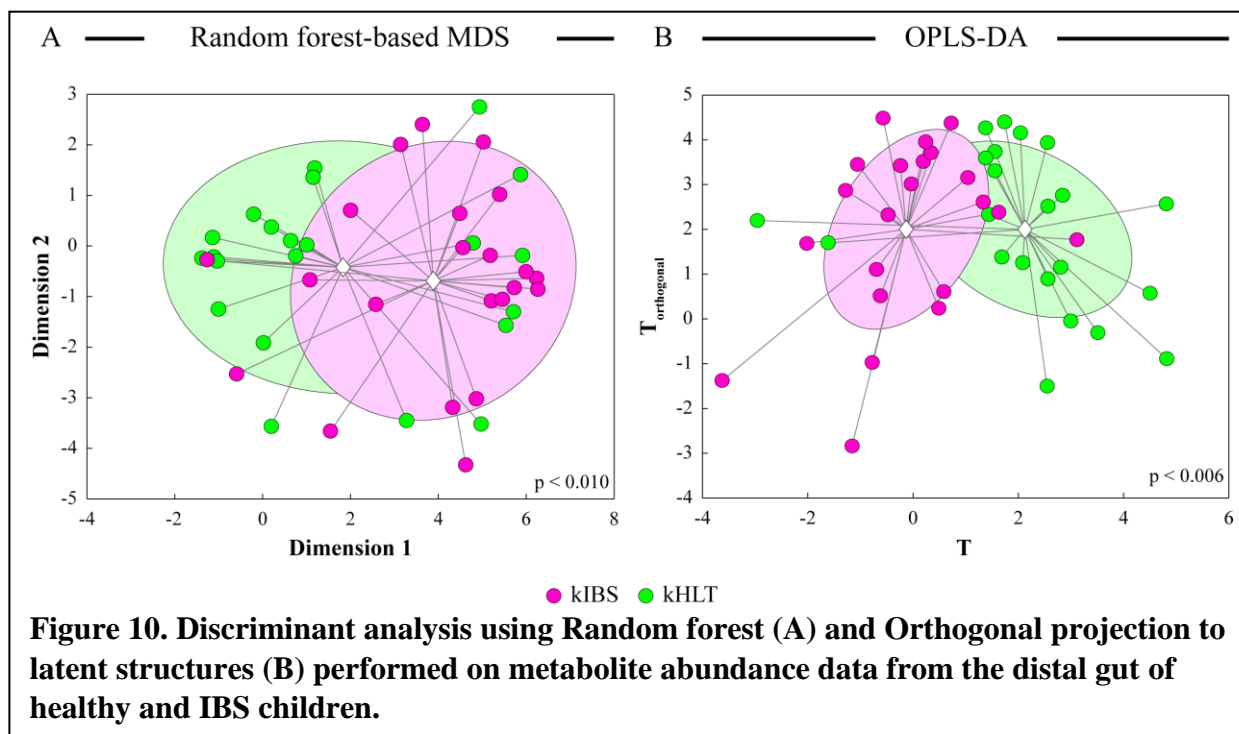 A Random forest-based MDS
B OPLS-DA
3
2
1
0
-1
-2
-3
-4
-5
Dimension 2
-4 -2 0 2 4 6 8
Dimension 1
p < 0.010
5
4
3
2
1
0
-1
-2
-3
-4
Torthogonal
-4 -2 0 2 4 6
T
p < 0.006
kIBS kHLT
Figure 10. Discriminant analysis using Random forest (A) and Orthogonal projection to
latent structures (B) performed on metabolite abundance data from the distal gut of
healthy and IBS children.